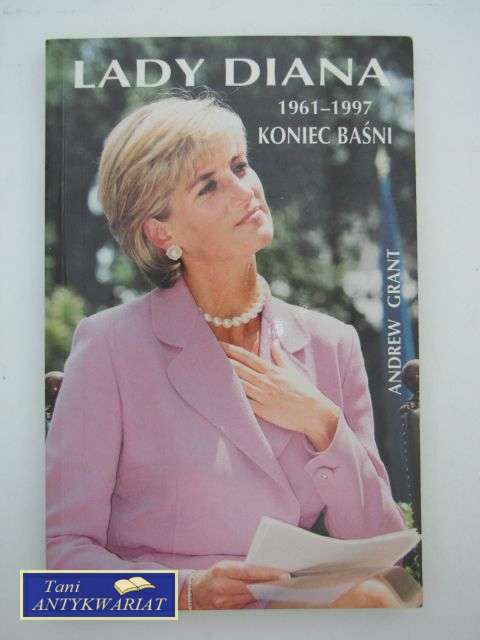 LADY DIANA
1961–1997
KONIEC BAŚNI
ANDREW GRANT
Tani
ANTYKWARIAT